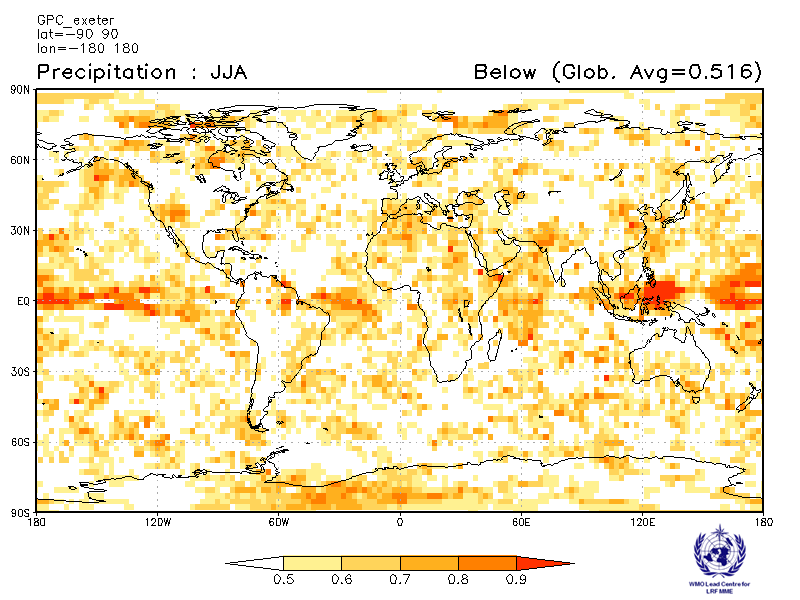 GPC_exeter
lat=−90 90
lon=−180 180
Precipitation : JJA
Below (Glob. Avg=0.516)
90N
60N
30N
EQ
30S
60S
90S
180 120W 60W 0 60E 120E 180
0.5 0.6 0.7 0.8 0.9
WMO Lead Centre for
LRF MME